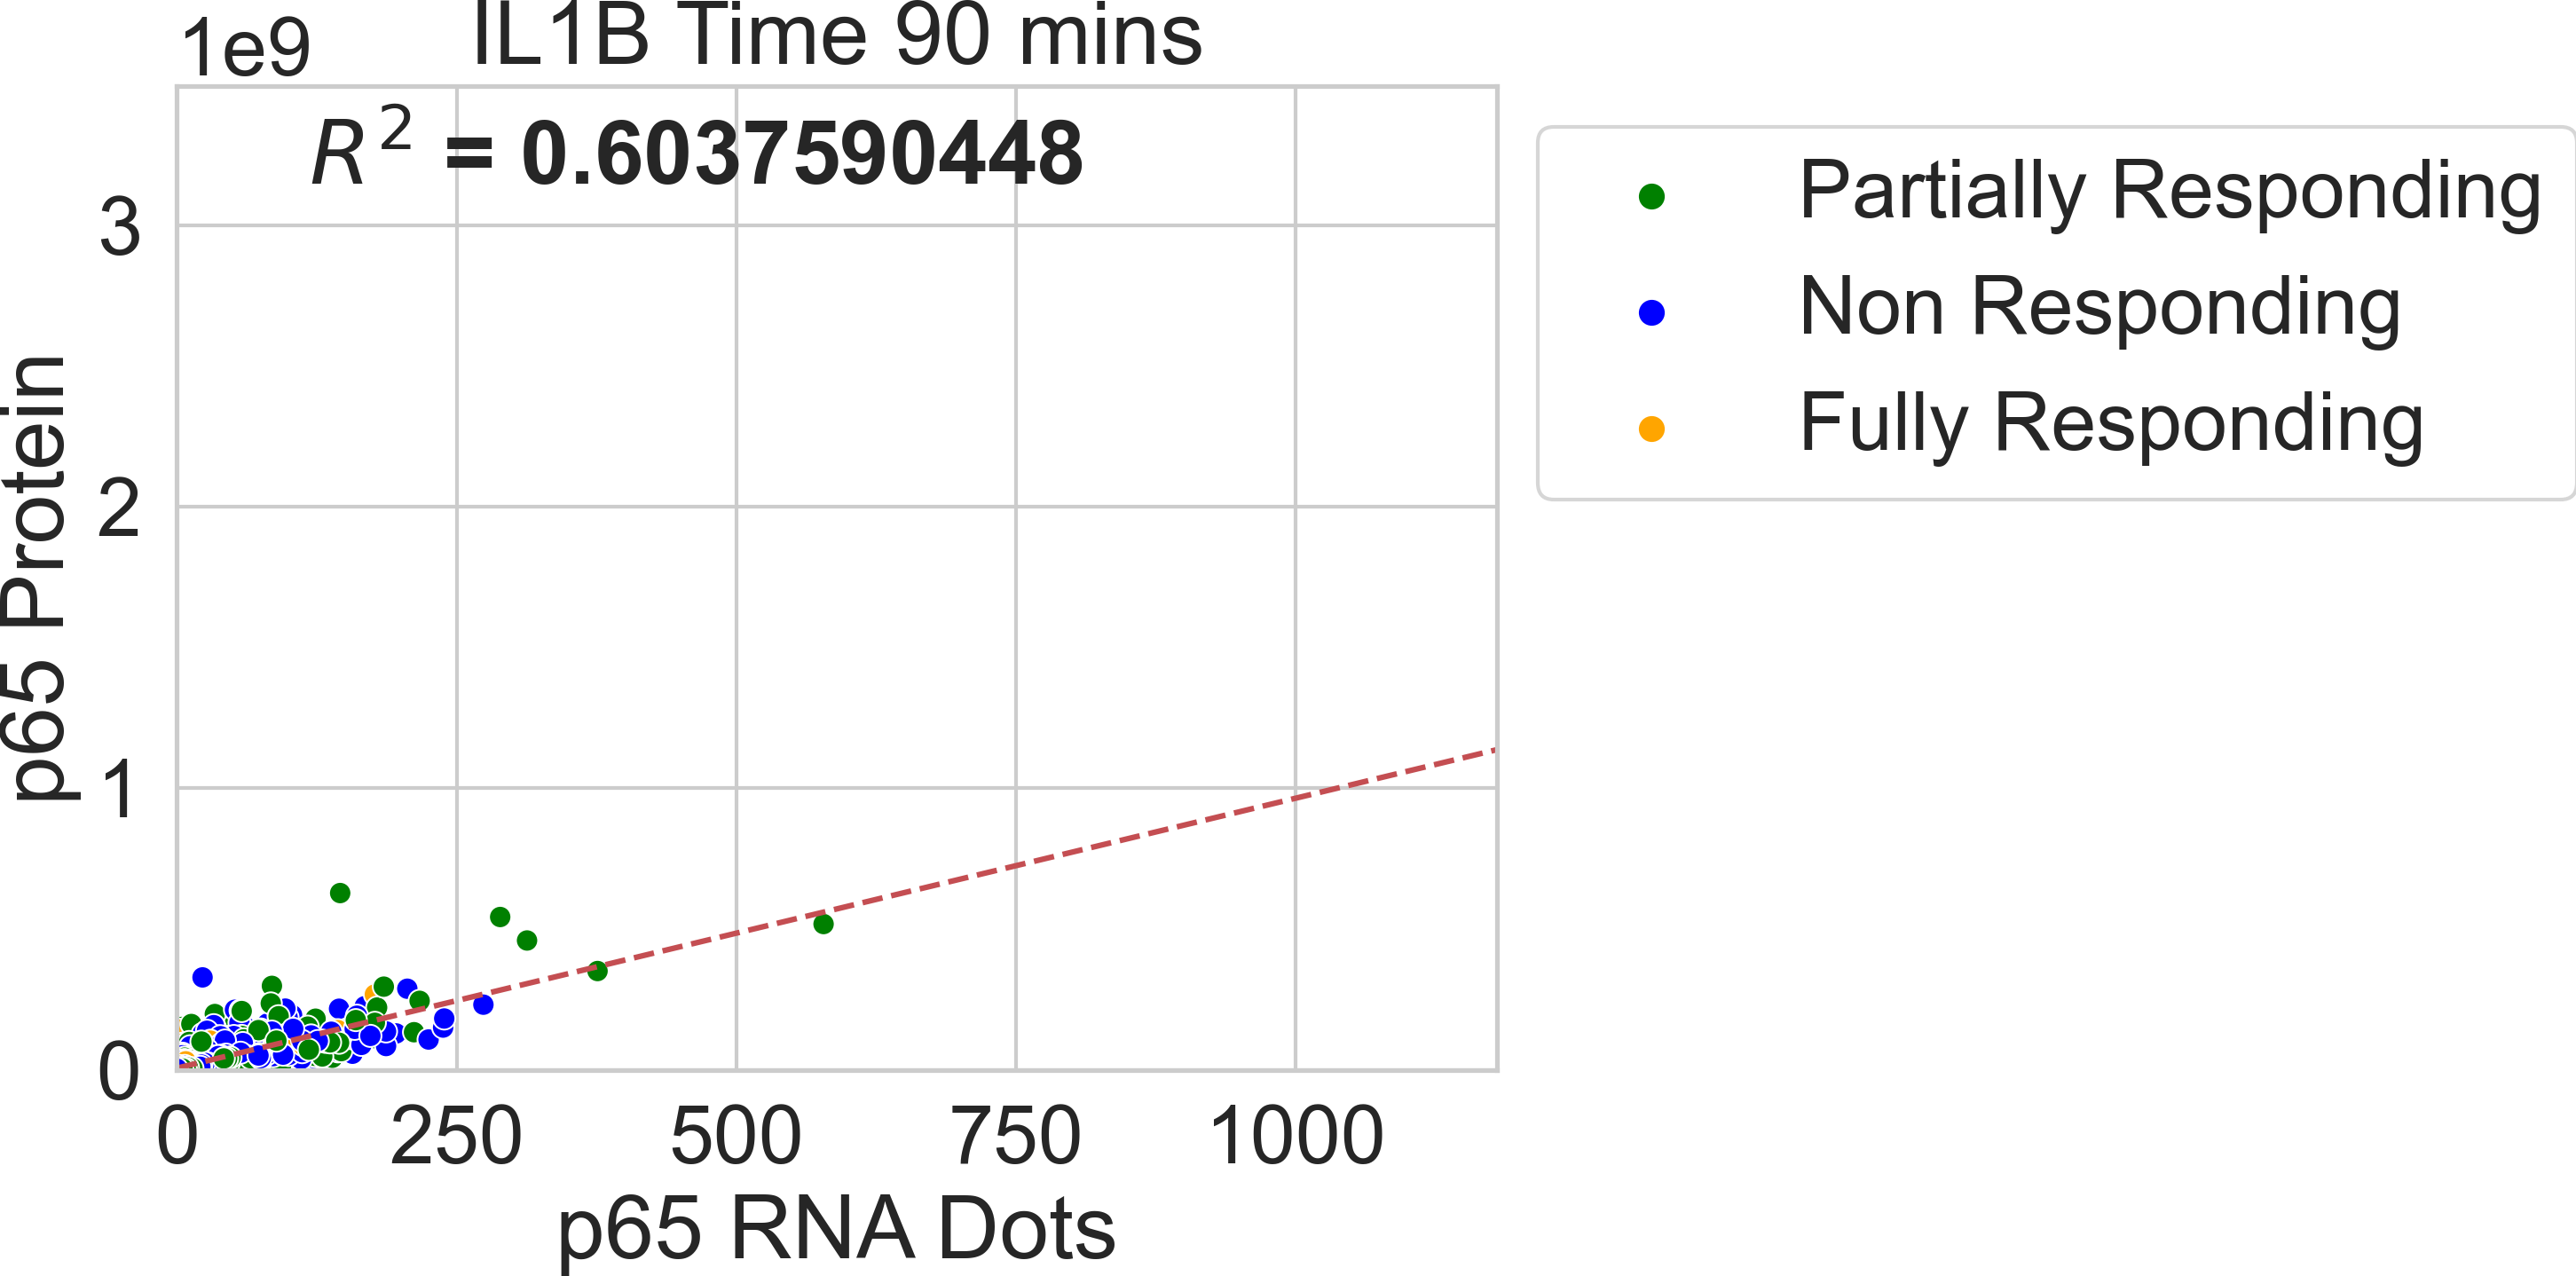 IL1B Time 90 mins
1e9
R² = 0.6037590448
3
2
1
0
p65 Protein
0 250 500 750 1000
p65 RNA Dots
Partially Responding
Non Responding
Fully Responding